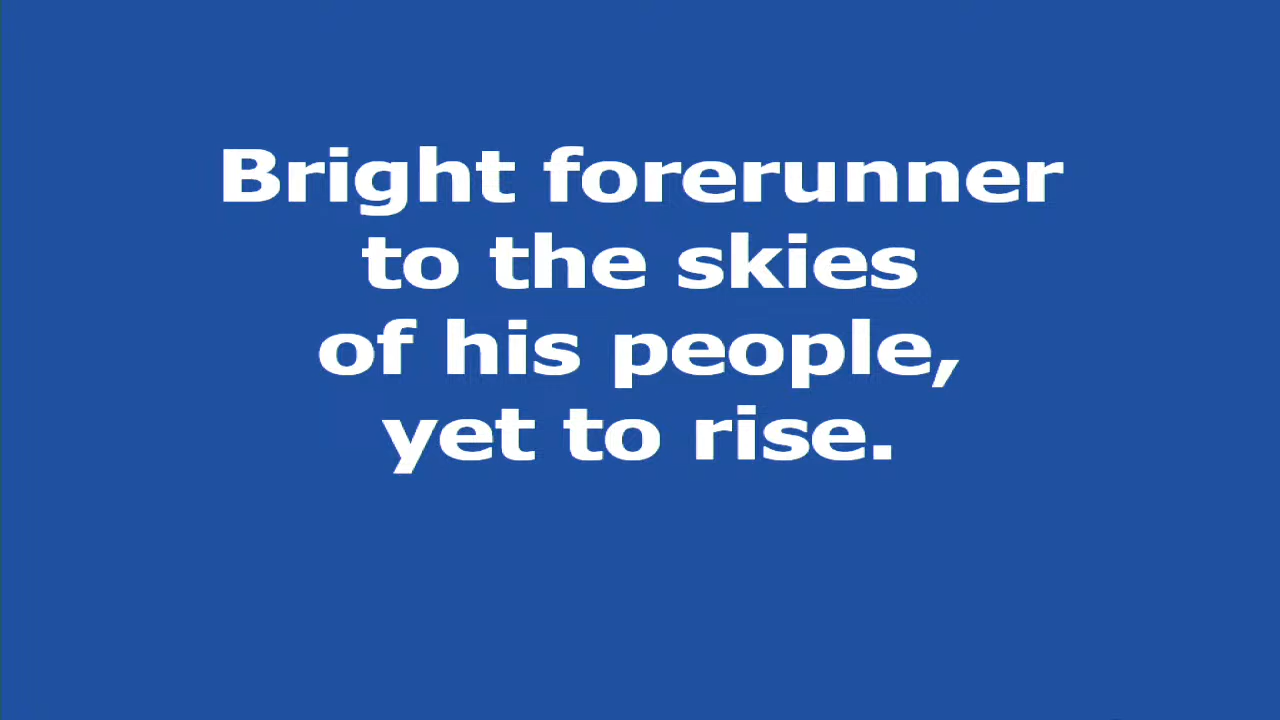 Bright forerunner
to the skies
of his people,
yet to rise.